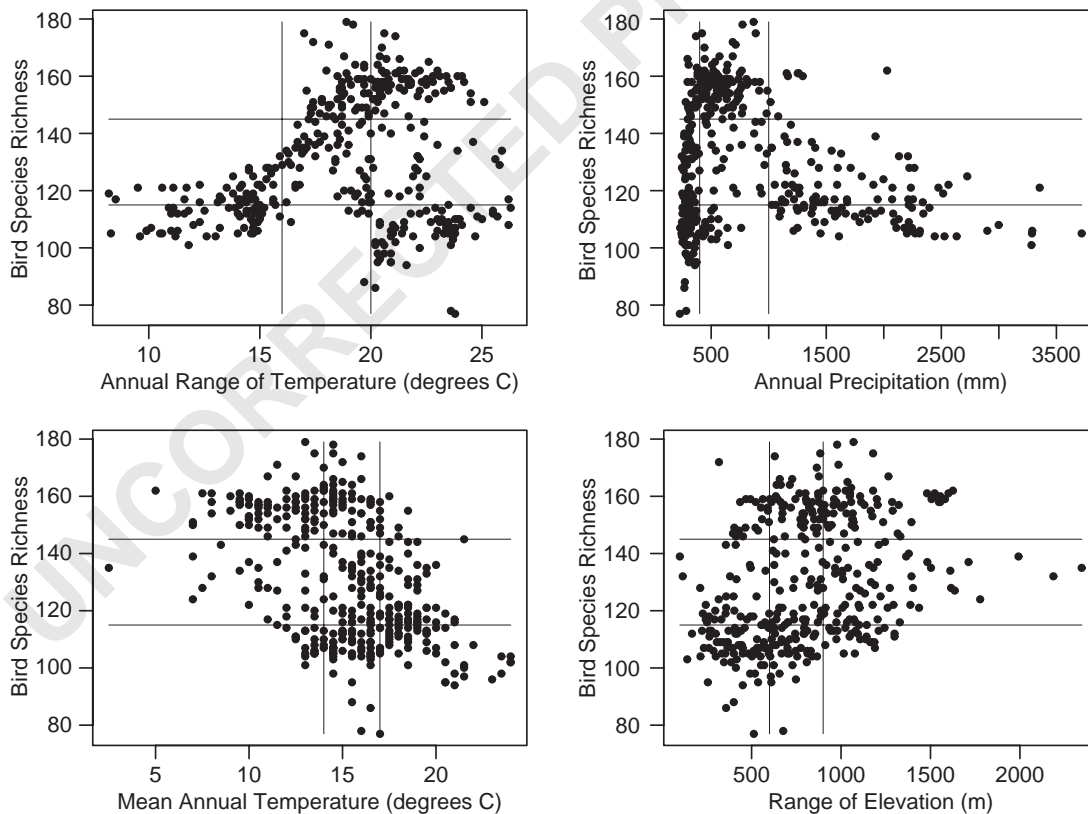 UNCORRECTED P
180
160
140
120
100
80
Bird Species Richness
10 15 20 25
Annual Range of Temperature (degrees C)
180
160
140
120
100
80
Bird Species Richness
500 1500 2500 3500
Annual Precipitation (mm)
180
160
140
120
100
80
Bird Species Richness
5 10 15 20
Mean Annual Temperature (degrees C)
180
160
140
120
100
80
Bird Species Richness
500 1000 1500 2000
Range of Elevation (m)